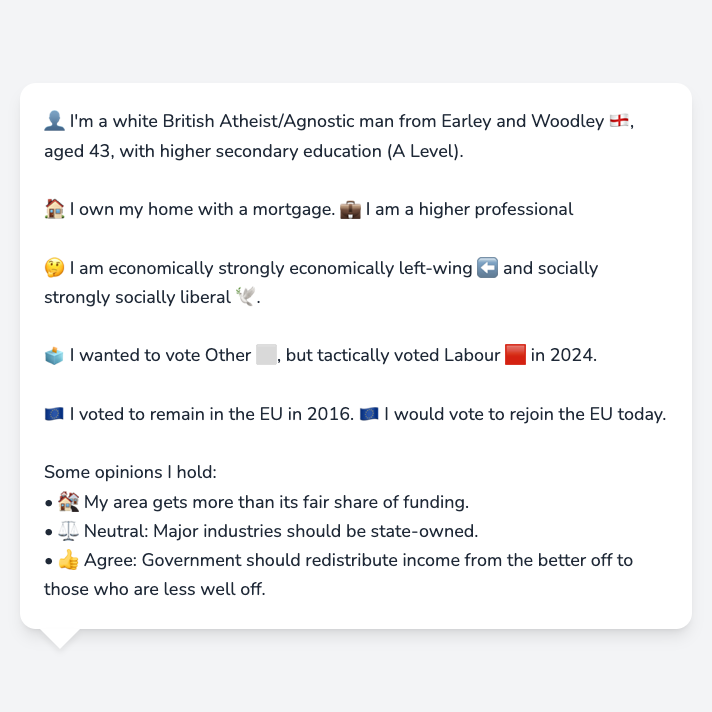 👤 I'm a white British Atheist/Agnostic man from Earley and Woodley 🏴󠁧󠁢󠁥󠁮󠁧󠁿,
aged 43, with higher secondary education (A Level).
🏠 I own my home with a mortgage. 💼 I am a higher professional
🤔 I am economically strongly economically left-wing ⬅️ and socially
strongly socially liberal 🕊️.
🗳️ I wanted to vote Other ⬜, but tactically voted Labour 🟥 in 2024.
🇪🇺 I voted to remain in the EU in 2016. 🇪🇺 I would vote to rejoin the EU today.
Some opinions I hold:
• 🏘️ My area gets more than its fair share of funding.
• ⚖️ Neutral: Major industries should be state-owned.
• 👍 Agree: Government should redistribute income from the better off to
those who are less well off.